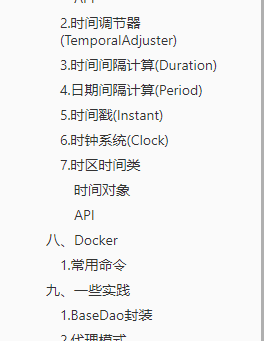 API
2.时间调节器
(TemporalAdjuster)
3.时间间隔计算(Duration)
4.日期间隔计算(Period)
5.时间戳(Instant)
6.时钟系统(Clock)
7.时区时间类
时间对象
API
八、Docker
1.常用命令
九、一些实践
1.BaseDao封装
2.代理模式